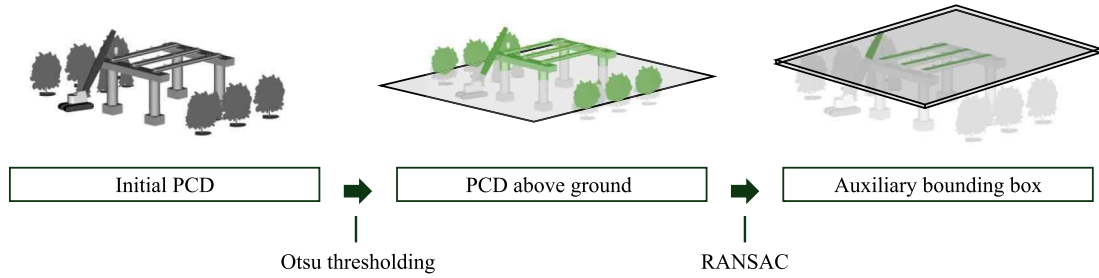 Initial PCD
PCD above ground
Auxiliary bounding box
Otsu thresholding
RANSAC